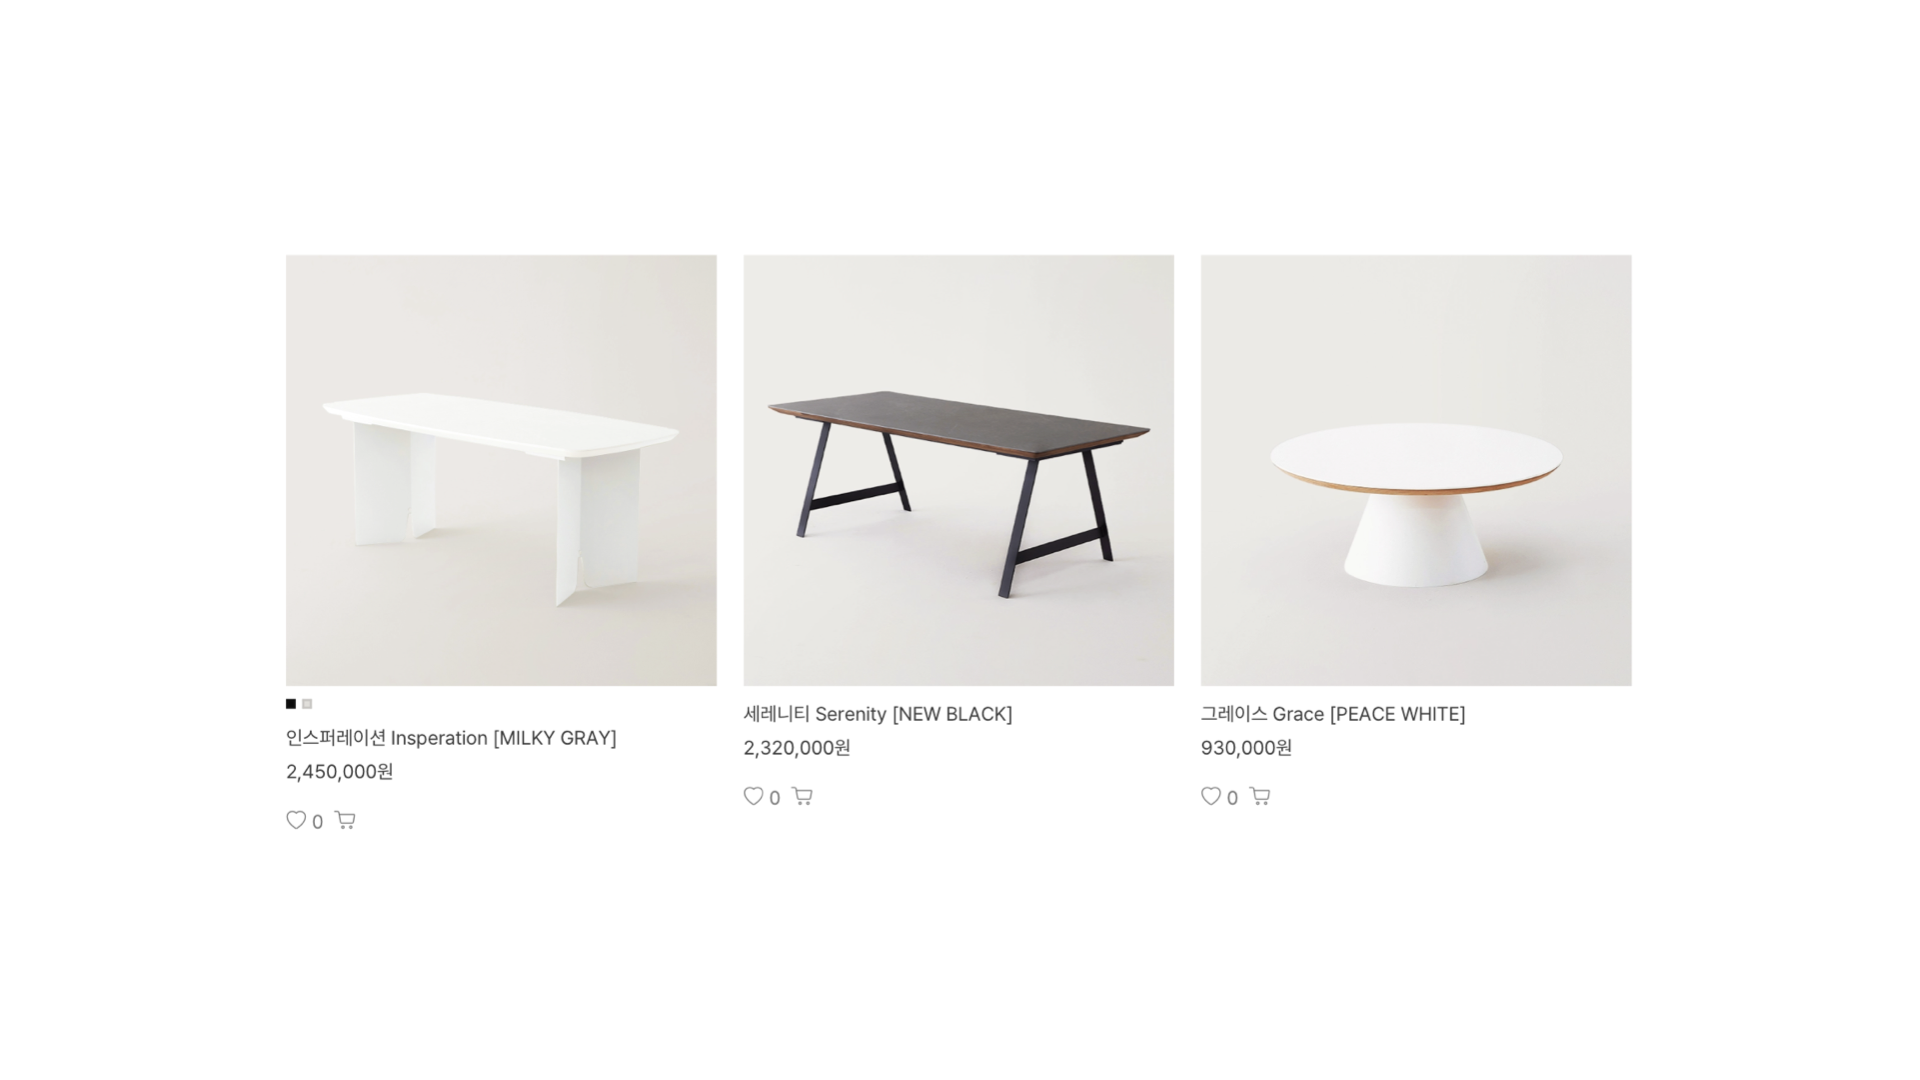 인스퍼레이션 Insperation [MILKY GRAY]
2,450,000원
0
세레니티 Serenity [NEW BLACK]
2,320,000원
0
그레이스 Grace [PEACE WHITE]
930,000원
0